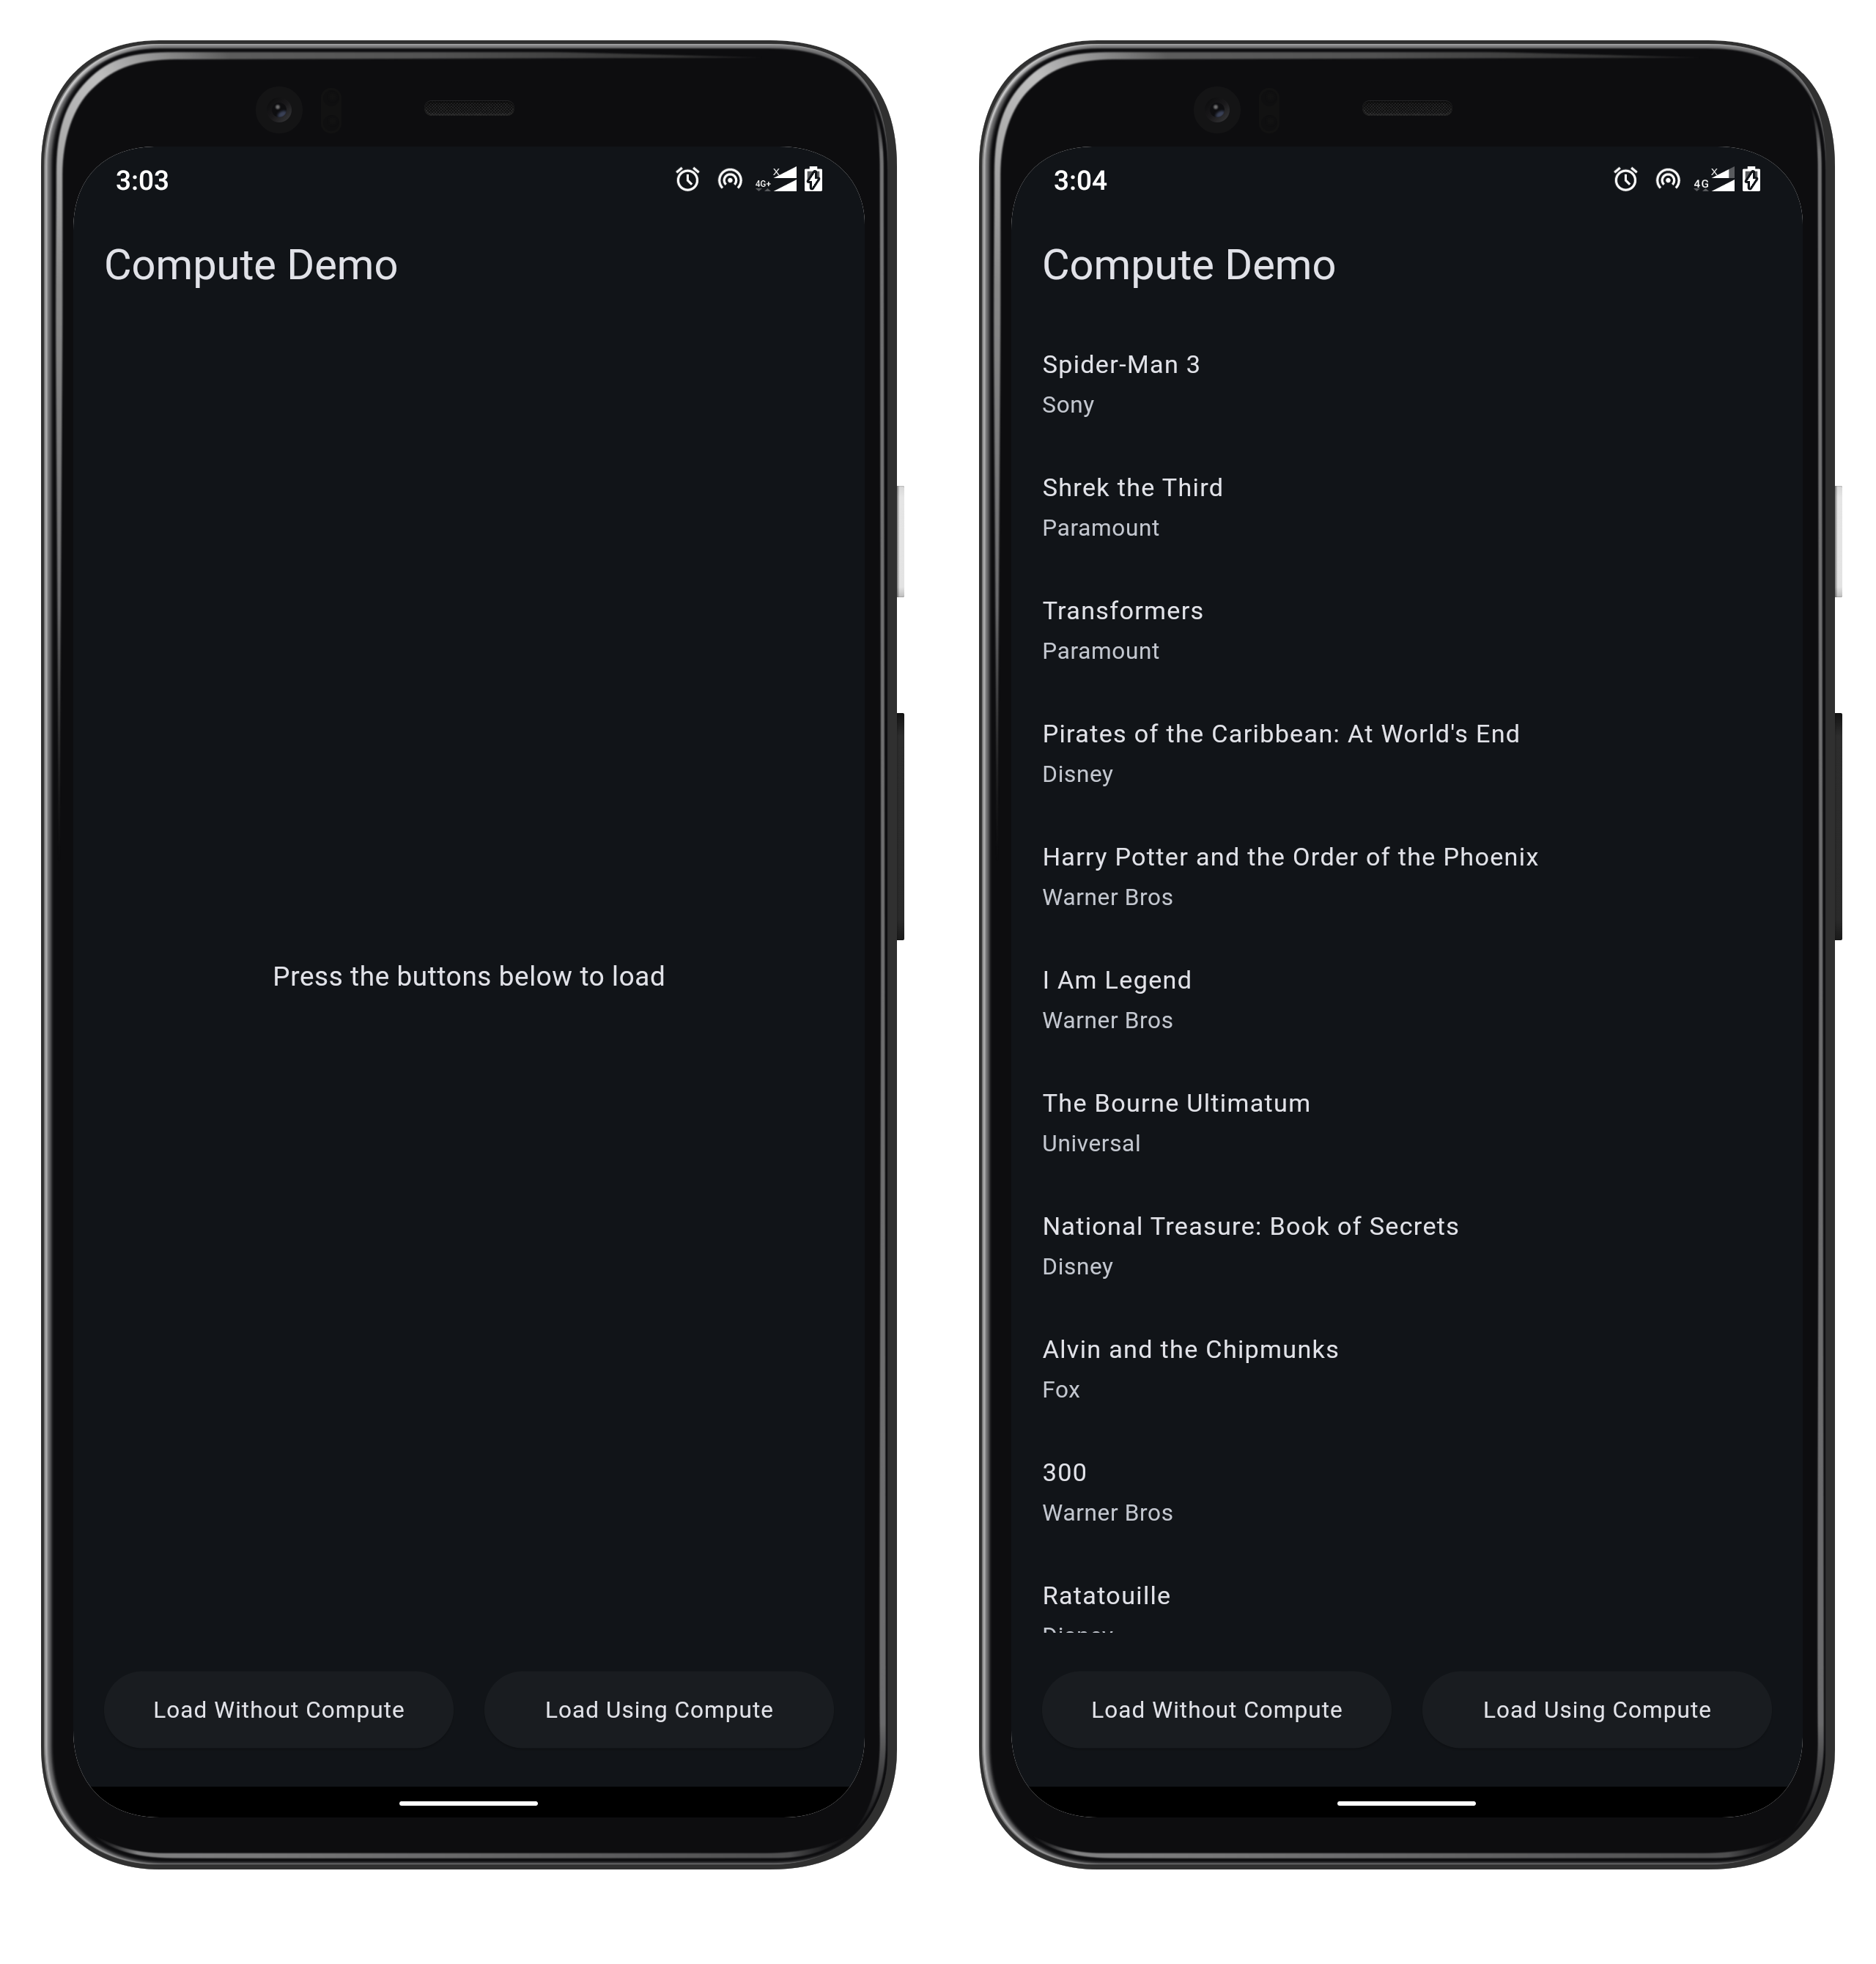 3:03
4G+
Compute Demo
Press the buttons below to load
Load Without Compute
Load Using Compute
3:04
4G
Compute Demo
Spider-Man 3
Sony
Shrek the Third
Paramount
Transformers
Paramount
Pirates of the Caribbean: At World's End
Disney
Harry Potter and the Order of the Phoenix
Warner Bros
I Am Legend
Warner Bros
The Bourne Ultimatum
Universal
National Treasure: Book of Secrets
Disney
Alvin and the Chipmunks
Fox
300
Warner Bros
Ratatouille
Disney
Load Without Compute
Load Using Compute